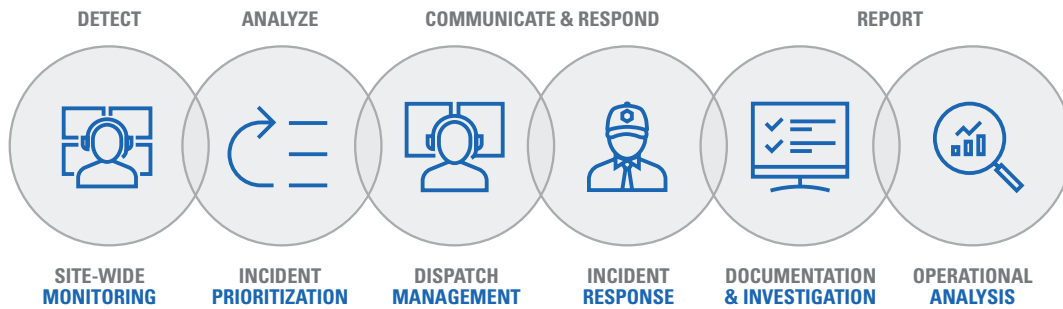 DETECT
ANALYZE
COMMUNICATE & RESPOND
REPORT
SITE-WIDE
MONITORING
INCIDENT
PRIORITIZATION
DISPATCH
MANAGEMENT
INCIDENT
RESPONSE
DOCUMENTATION
& INVESTIGATION
OPERATIONAL
ANALYSIS